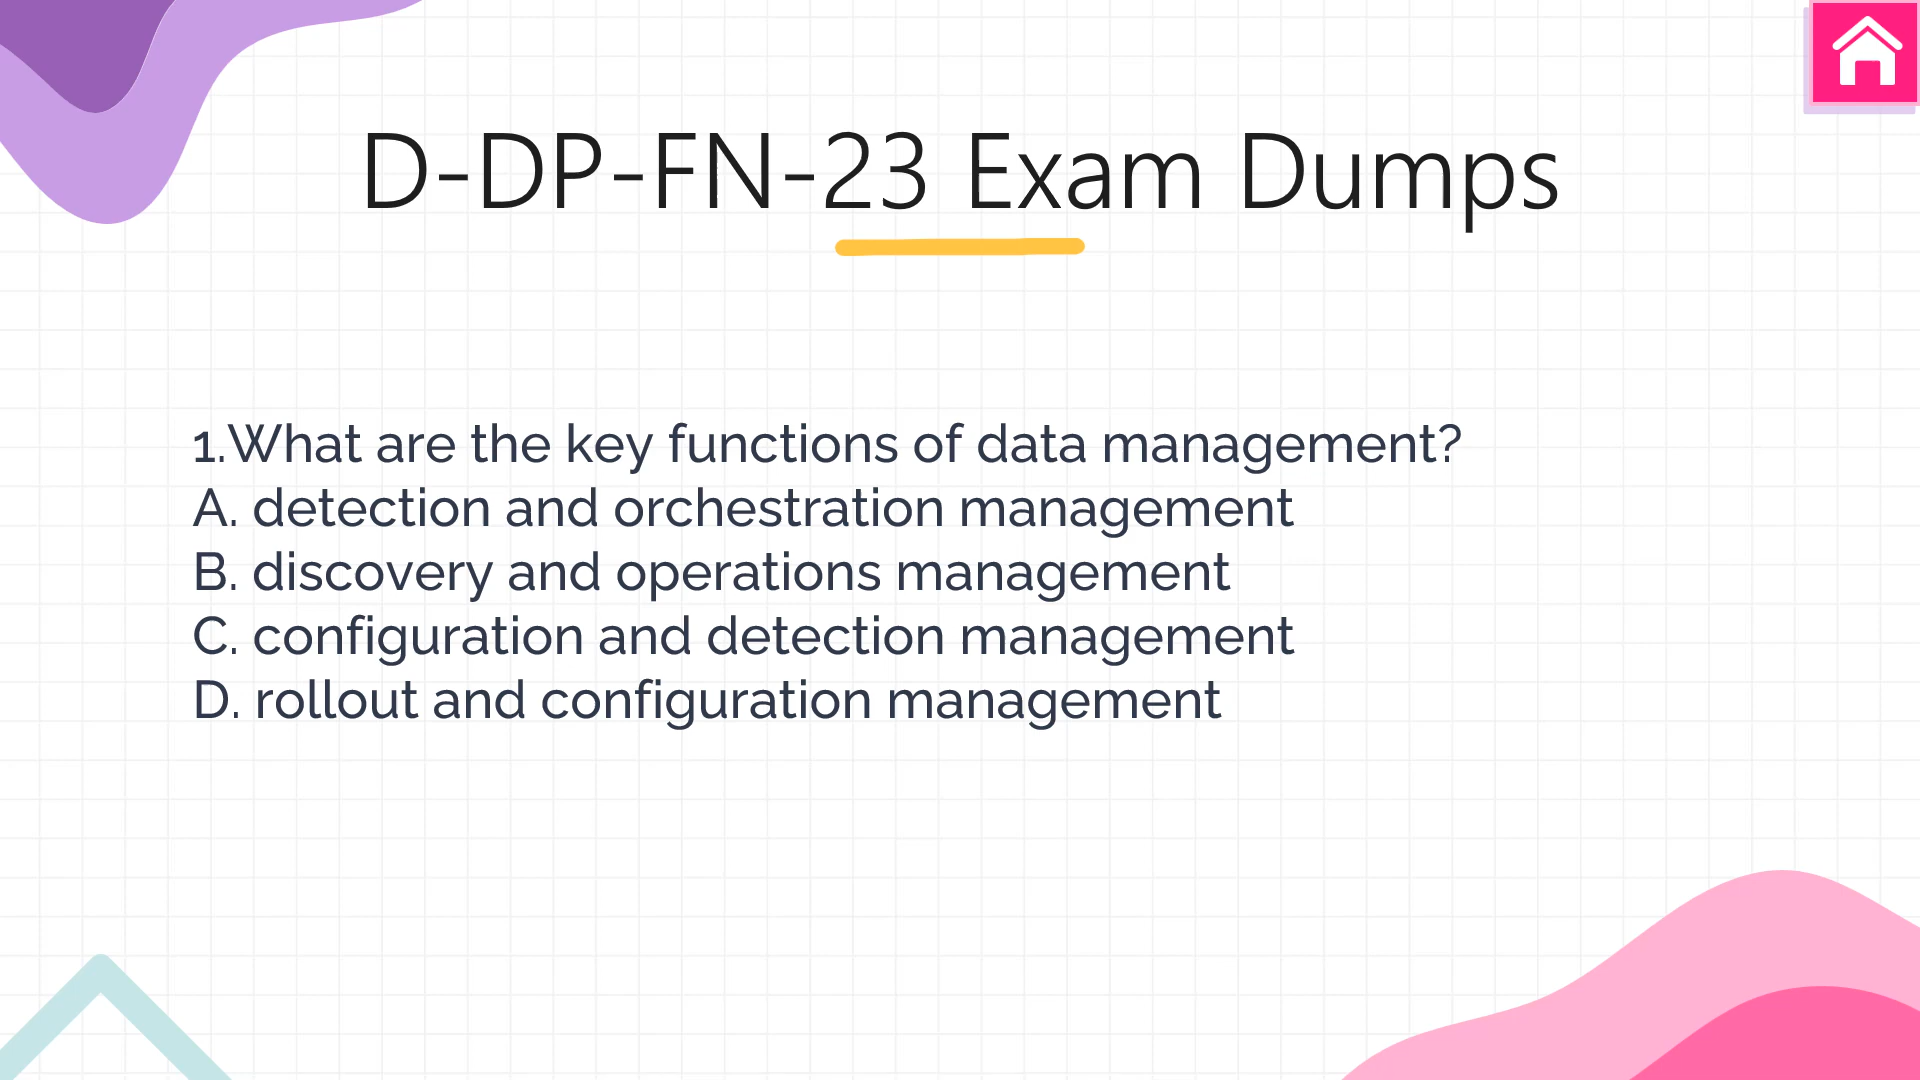 D-DP-FN-23 Exam Dumps
1.What are the key functions of data management?
A. detection and orchestration management
B. discovery and operations management
C. configuration and detection management
D. rollout and configuration management